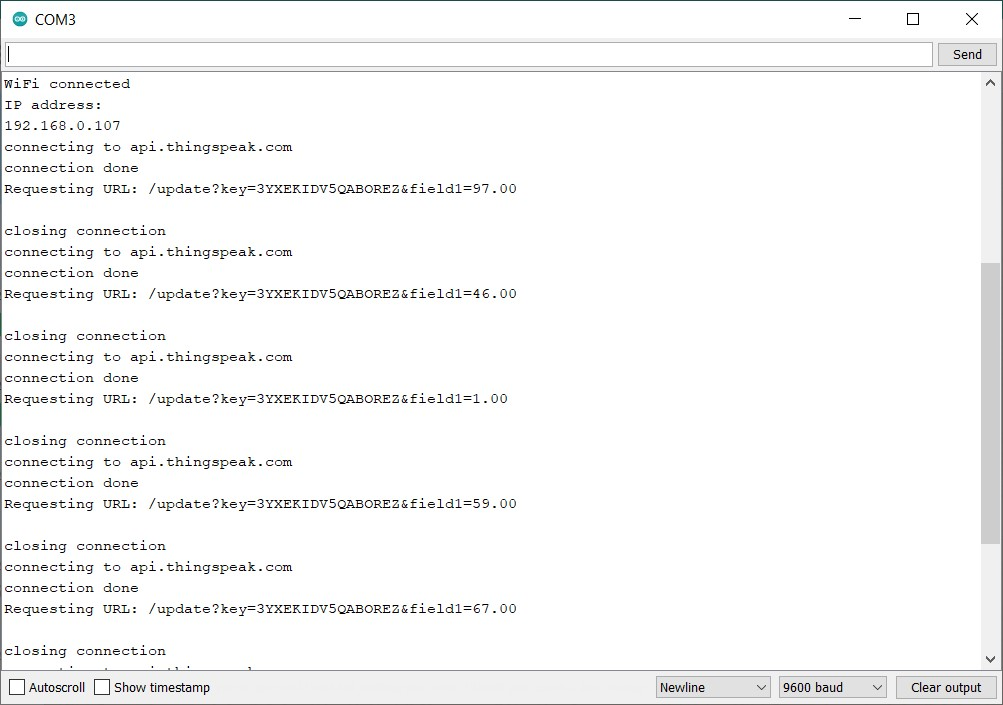 COM3
Send
WiFi connected
IP address:
192.168.0.107
connecting to api.thingspeak.com
connection done
Requesting URL: /update?key=3YXEKIDV5QABOREZ&field1=97.00
closing connection
connecting to api.thingspeak.com
connection done
Requesting URL: /update?key=3YXEKIDV5QABOREZ&field1=46.00
closing connection
connecting to api.thingspeak.com
connection done
Requesting URL: /update?key=3YXEKIDV5QABOREZ&field1=1.00
closing connection
connecting to api.thingspeak.com
connection done
Requesting URL: /update?key=3YXEKIDV5QABOREZ&field1=59.00
closing connection
connecting to api.thingspeak.com
connection done
Requesting URL: /update?key=3YXEKIDV5QABOREZ&field1=67.00
closing connection
Autoscroll Show timestamp Newline 9600 baud Clear output